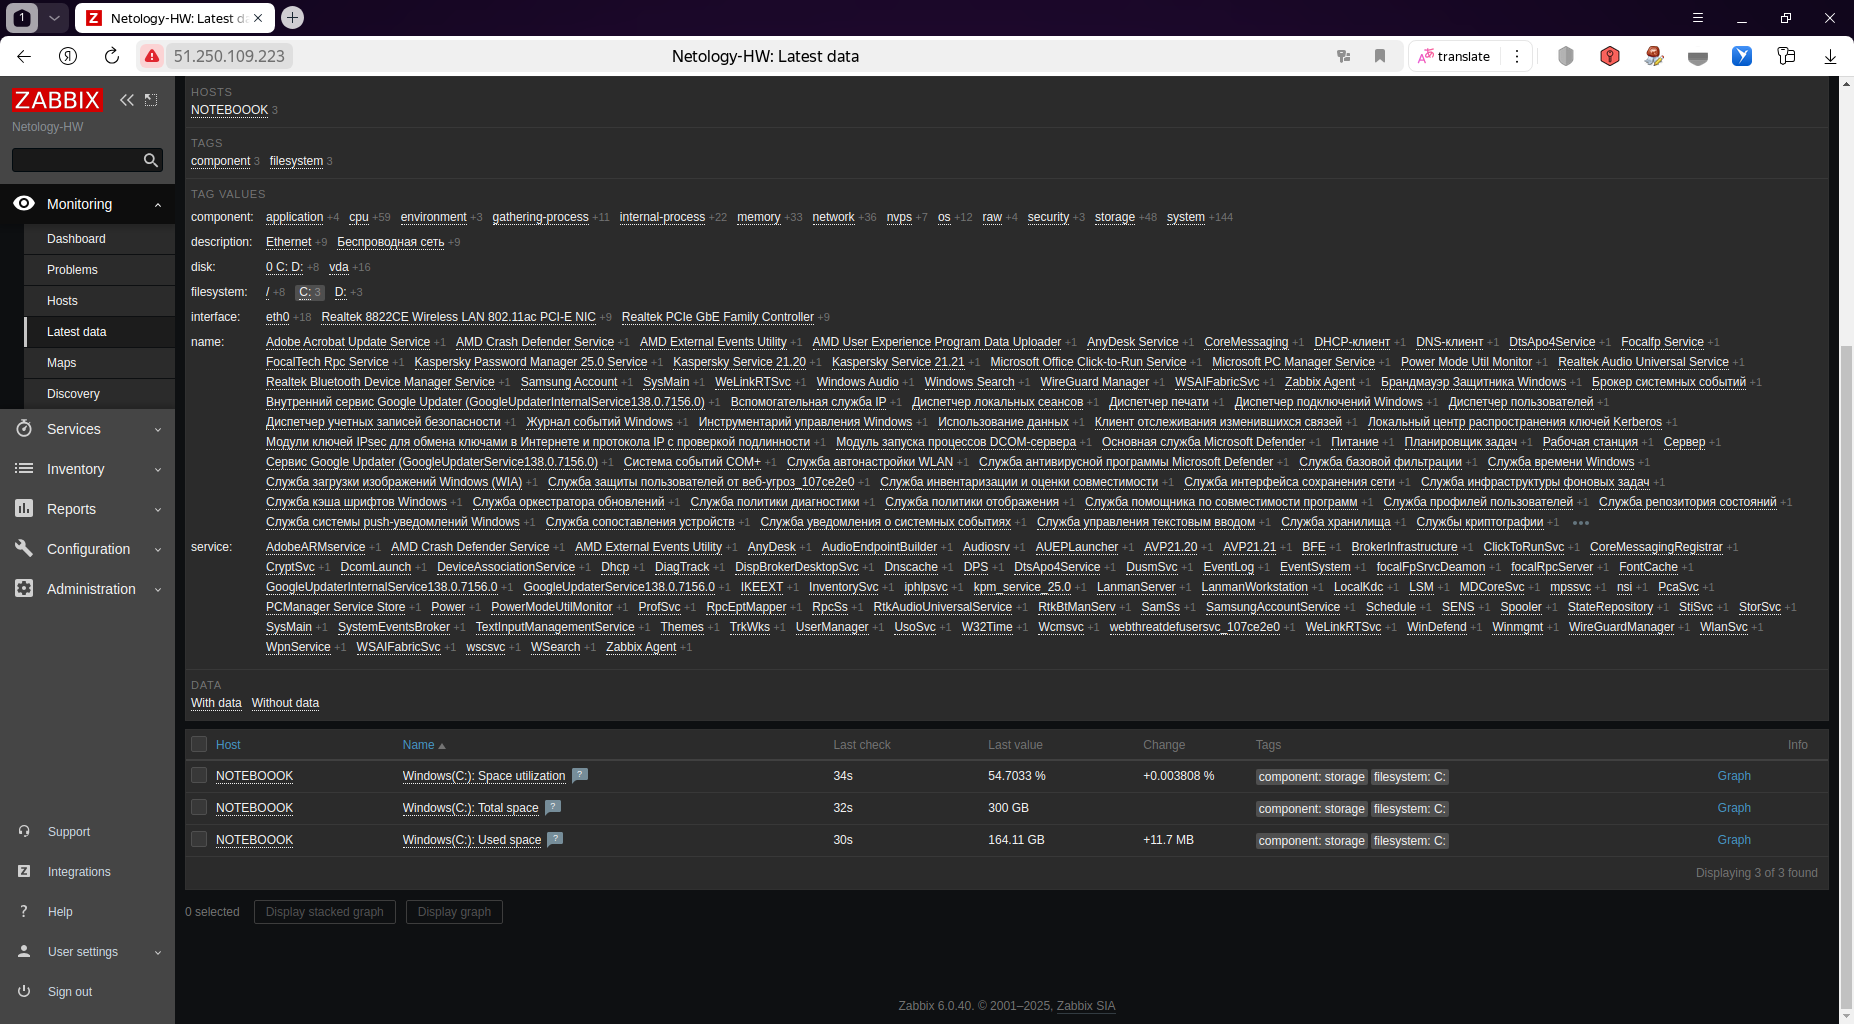 1
Netology-HW: Latest da
51.250.109.223
Netology-HW: Latest data
translate
ZABBIX
Netology-HW
Monitoring
Dashboard
Problems
Hosts
Latest data
Maps
Discovery
Services
Inventory
Reports
Configuration
Administration
Support
Integrations
Help
User settings
Sign out
HOSTS
NOTEBOOOK 3
TAGS
component 3 filesystem 3
TAG VALUES
component: application +4 cpu +59 environment +3 gathering-process +11 internal-process +22 memory +33 network +36 nvps +7 os +12 raw +4 security +3 storage +48 system +144
description: Ethernet +9 Беспроводная сеть +9
disk: 0 C: D: +8 vda +16
filesystem: / +8 C: 3 D: +3
interface: eth0 +18 Realtek 8822CE Wireless LAN 802.11ac PCI-E NIC +9 Realtek PCIe GbE Family Controller +9
name: Adobe Acrobat Update Service +1 AMD Crash Defender Service +1 AMD External Events Utility +1 AMD User Experience Program Data Uploader +1 AnyDesk Service +1 CoreMessaging +1 DHCP-клиент +1 DNS-клиент +1 DtsApo4Service +1 Focalfp Service +1
FocalTech Rpc Service +1 Kaspersky Password Manager 25.0 Service +1 Kaspersky Service 21.20 +1 Kaspersky Service 21.21 +1 Microsoft Office Click-to-Run Service +1 Microsoft PC Manager Service +1 Power Mode Util Monitor +1 Realtek Audio Universal Service +1
Realtek Bluetooth Device Manager Service +1 Samsung Account +1 SysMain +1 WeLinkRTSvc +1 Windows Audio +1 Windows Search +1 WireGuard Manager +1 WSAIFabricSvc +1 Zabbix Agent +1 Брандмауэр Защитника Windows +1 Брокер системных событий +1
Внутренний сервис Google Updater (GoogleUpdaterInternalService138.0.7156.0) +1 Вспомогательная служба IP +1 Диспетчер локальных сеансов +1 Диспетчер печати +1 Диспетчер подключений Windows +1 Диспетчер пользователей +1
Диспетчер учетных записей безопасности +1 Журнал событий Windows +1 Инструментарий управления Windows +1 Использование данных +1 Клиент отслеживания изменившихся связей +1 Локальный центр распространения ключей Kerberos +1
Модули ключей IPsec для обмена ключами в Интернете и протокола IP с проверкой подлинности +1 Модуль запуска процессов DCOM-сервера +1 Основная служба Microsoft Defender +1 Питание +1 Планировщик задач +1 Рабочая станция +1 Сервер +1
Сервис Google Updater (GoogleUpdaterService138.0.7156.0) +1 Система событий COM+ +1 Служба автонастройки WLAN +1 Служба антивирусной программы Microsoft Defender +1 Служба базовой фильтрации +1 Служба времени Windows +1
Служба загрузки изображений Windows (WIA) +1 Служба защиты пользователей от веб-угроз_107ce2e0 +1 Служба инвентаризации и оценки совместимости +1 Служба интерфейса сохранения сети +1 Служба инфраструктуры фоновых задач +1
Служба кэша шрифтов Windows +1 Служба оркестратора обновлений +1 Служба политики диагностики +1 Служба политики отображения +1 Служба помощника по совместимости программ +1 Служба профилей пользователей +1 Служба репозитория состояний +1
Служба системы push-уведомлений Windows +1 Служба сопоставления устройств +1 Служба уведомления о системных событиях +1 Служба управления текстовым вводом +1 Служба хранилища +1 Службы криптографии +1 •••
service: AdobeARMservice +1 AMD Crash Defender Service +1 AMD External Events Utility +1 AnyDesk +1 AudioEndpointBuilder +1 Audiosrv +1 AUEPLauncher +1 AVP21.20 +1 AVP21.21 +1 BFE +1 BrokerInfrastructure +1 ClickToRunSvc +1 CoreMessagingRegistrar +1
CryptSvc +1 DcomLaunch +1 DeviceAssociationService +1 Dhcp +1 DiagTrack +1 DispBrokerDesktopSvc +1 Dnscache +1 DPS +1 DtsApo4Service +1 DusmSvc +1 EventLog +1 EventSystem +1 focalFpSrvcDeamon +1 focalRpcServer +1 FontCache +1
GoogleUpdaterInternalService138.0.7156.0 +1 GoogleUpdaterService138.0.7156.0 +1 IKEEXT +1 InventorySvc +1 iphlpsvc +1 kpm_service_25.0 +1 LanmanServer +1 LanmanWorkstation +1 LocalKdc +1 LSM +1 MDCoreSvc +1 mpssvc +1 nsi +1 PcaSvc +1
PCManager Service Store +1 Power +1 PowerModeUtilMonitor +1 ProfSvc +1 RpcEptMapper +1 RpcSs +1 RtkAudioUniversalService +1 RtkBtManServ +1 SamSs +1 SamsungAccountService +1 Schedule +1 SENS +1 Spooler +1 StateRepository +1 StiSvc +1 StorSvc +1
SysMain +1 SystemEventsBroker +1 TextInputManagementService +1 Themes +1 TrkWks +1 UserManager +1 UsoSvc +1 W32Time +1 Wcmsvc +1 webthreatdefusersvc_107ce2e0 +1 WeLinkRTSvc +1 WinDefend +1 Winmgmt +1 WireGuardManager +1 WlanSvc +1
WpnService +1 WSAIFabricSvc +1 wscsvc +1 WSearch +1 Zabbix Agent +1
DATA
With data Without data
Host Name Last check Last value Change Tags Info
NOTEBOOOK Windows(C:): Space utilization ? 34s 54.7033 % +0.003808 % component: storage filesystem: C: Graph
NOTEBOOOK Windows(C:): Total space ? 32s 300 GB component: storage filesystem: C: Graph
NOTEBOOOK Windows(C:): Used space ? 30s 164.11 GB +11.7 MB component: storage filesystem: C: Graph
Displaying 3 of 3 found
0 selected Display stacked graph Display graph
Zabbix 6.0.40. © 2001–2025, Zabbix SIA